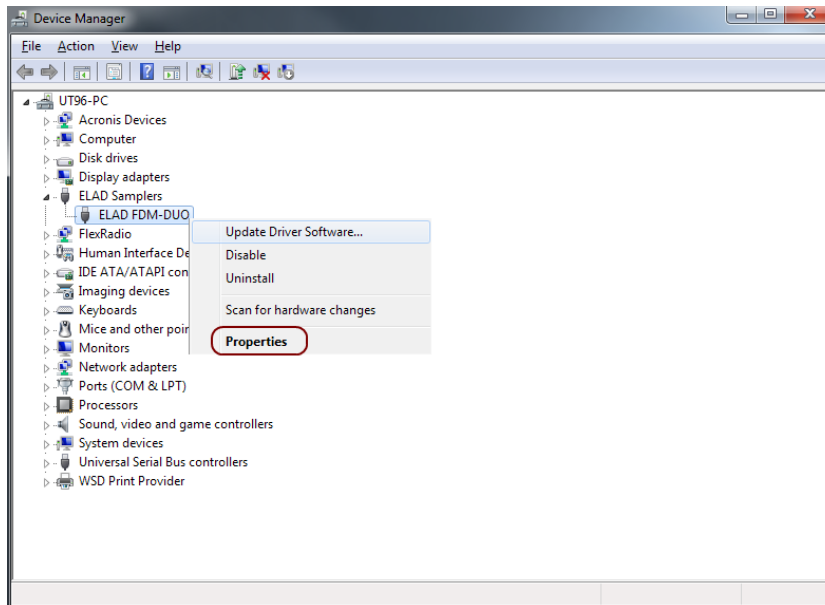 Device Manager
File Action View Help
UT96-PC
Acronis Devices
Computer
Disk drives
Display adapters
ELAD Samplers
ELAD FDM-DUO
Update Driver Software...
FlexRadio
Disable
Human Interface De
Uninstall
IDE ATA/ATAPI con
Imaging devices
Scan for hardware changes
Keyboards
Mice and other poin
Properties
Monitors
Network adapters
Ports (COM & LPT)
Processors
Sound, video and game controllers
System devices
Universal Serial Bus controllers
WSD Print Provider